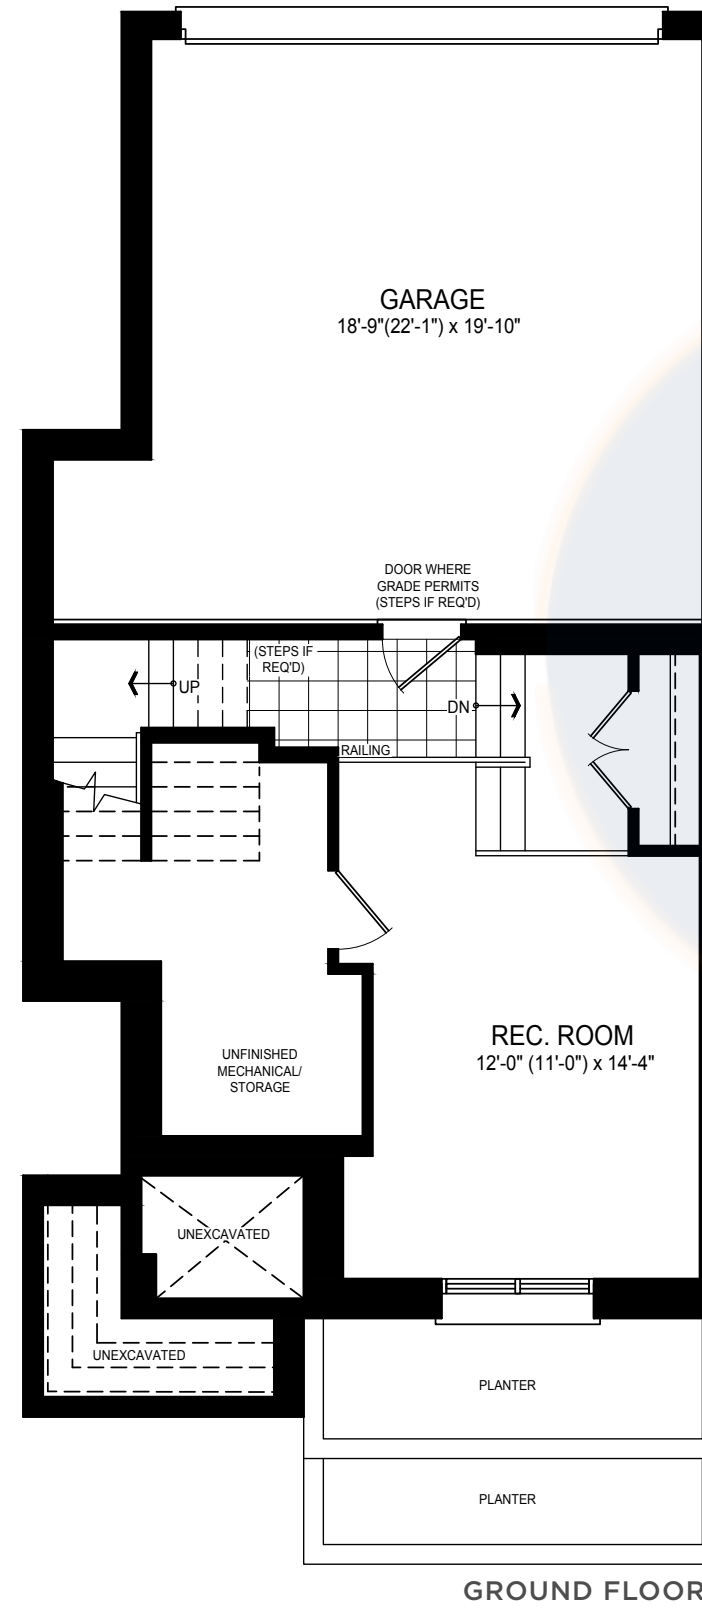 GARAGE
18'-9"(22'-1") x 19'-10"
DOOR WHERE
GRADE PERMITS
(STEPS IF REQ'D)
(STEPS IF
REQ'D)
UP
DN
RAILING
REC. ROOM
12'-0" (11'-0") x 14'-4"
UNFINISHED
MECHANICAL/
STORAGE
UNEXCAVATED
UNEXCAVATED
PLANTER
PLANTER
GROUND FLOOR